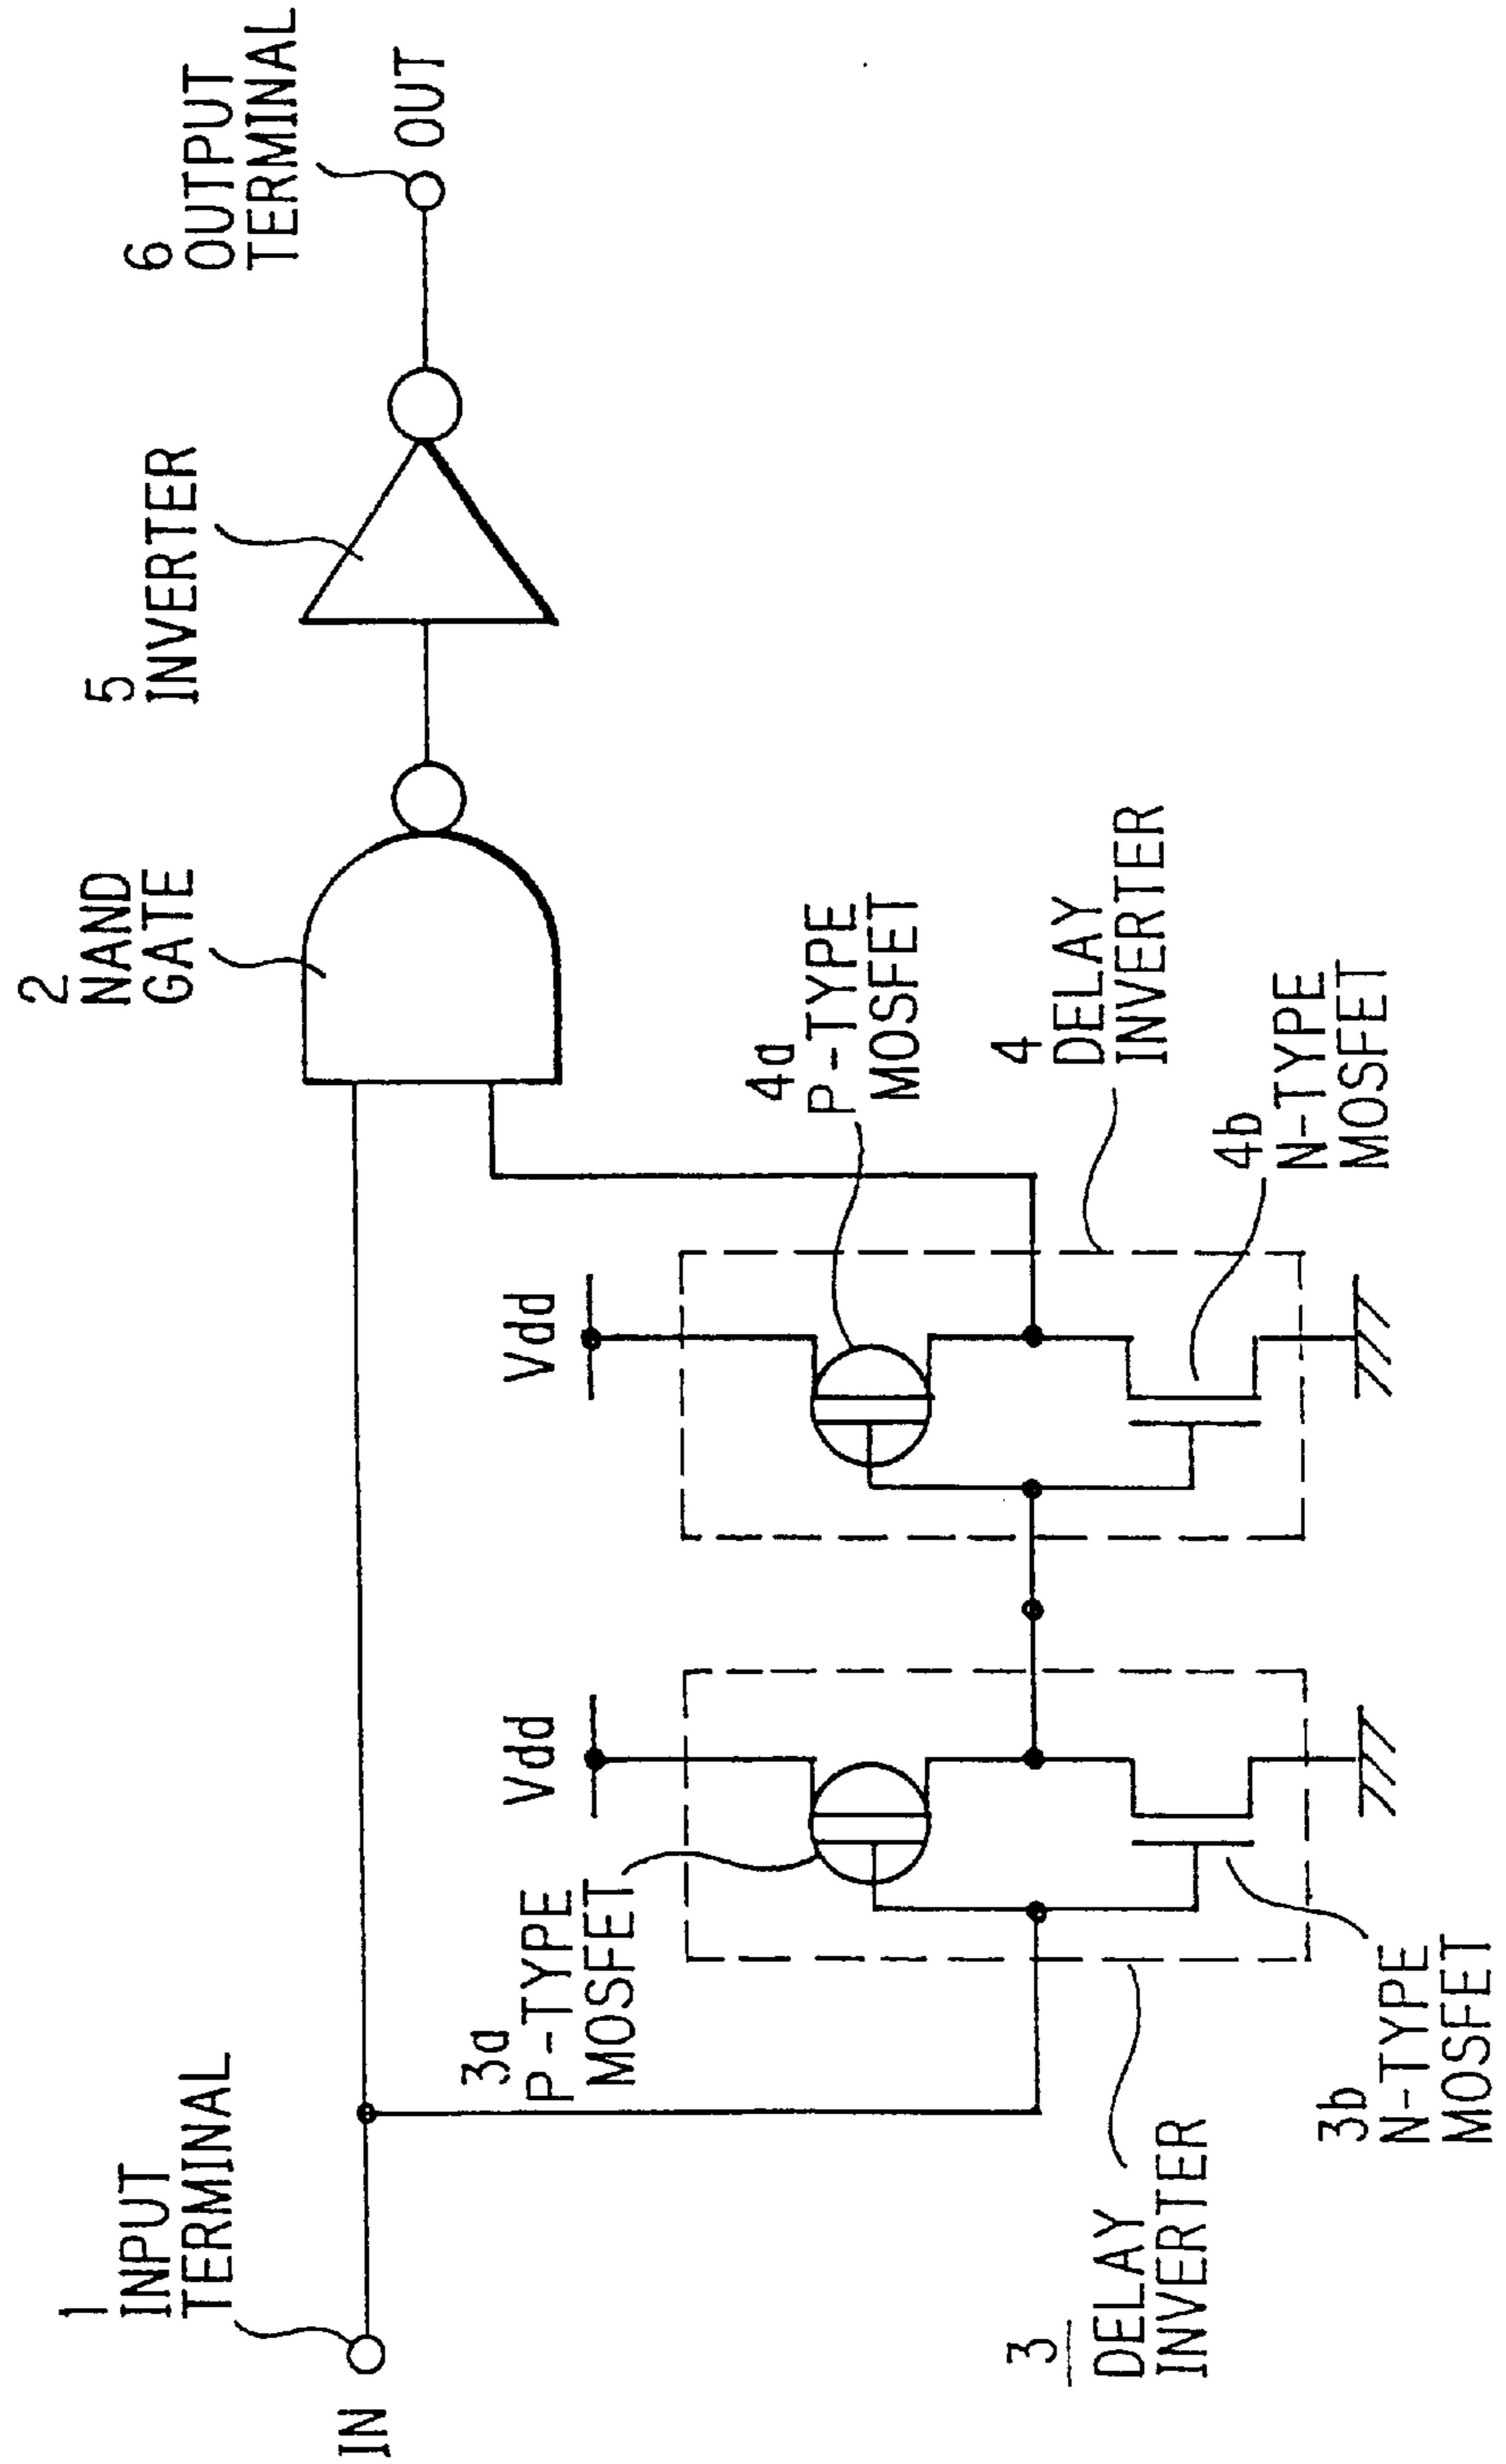 1
INPUT
TERMINAL
IN
2
NAND
GATE
5
INVERTER
6
OUTPUT
TERMINAL
OUT
Vdd
Vdd
3a
P-TYPE
MOSFET
4a
P-TYPE
MOSFET
3
DELAY
INVERTER
3b
N-TYPE
MOSFET
4
DELAY
INVERTER
4b
N-TYPE
MOSFET